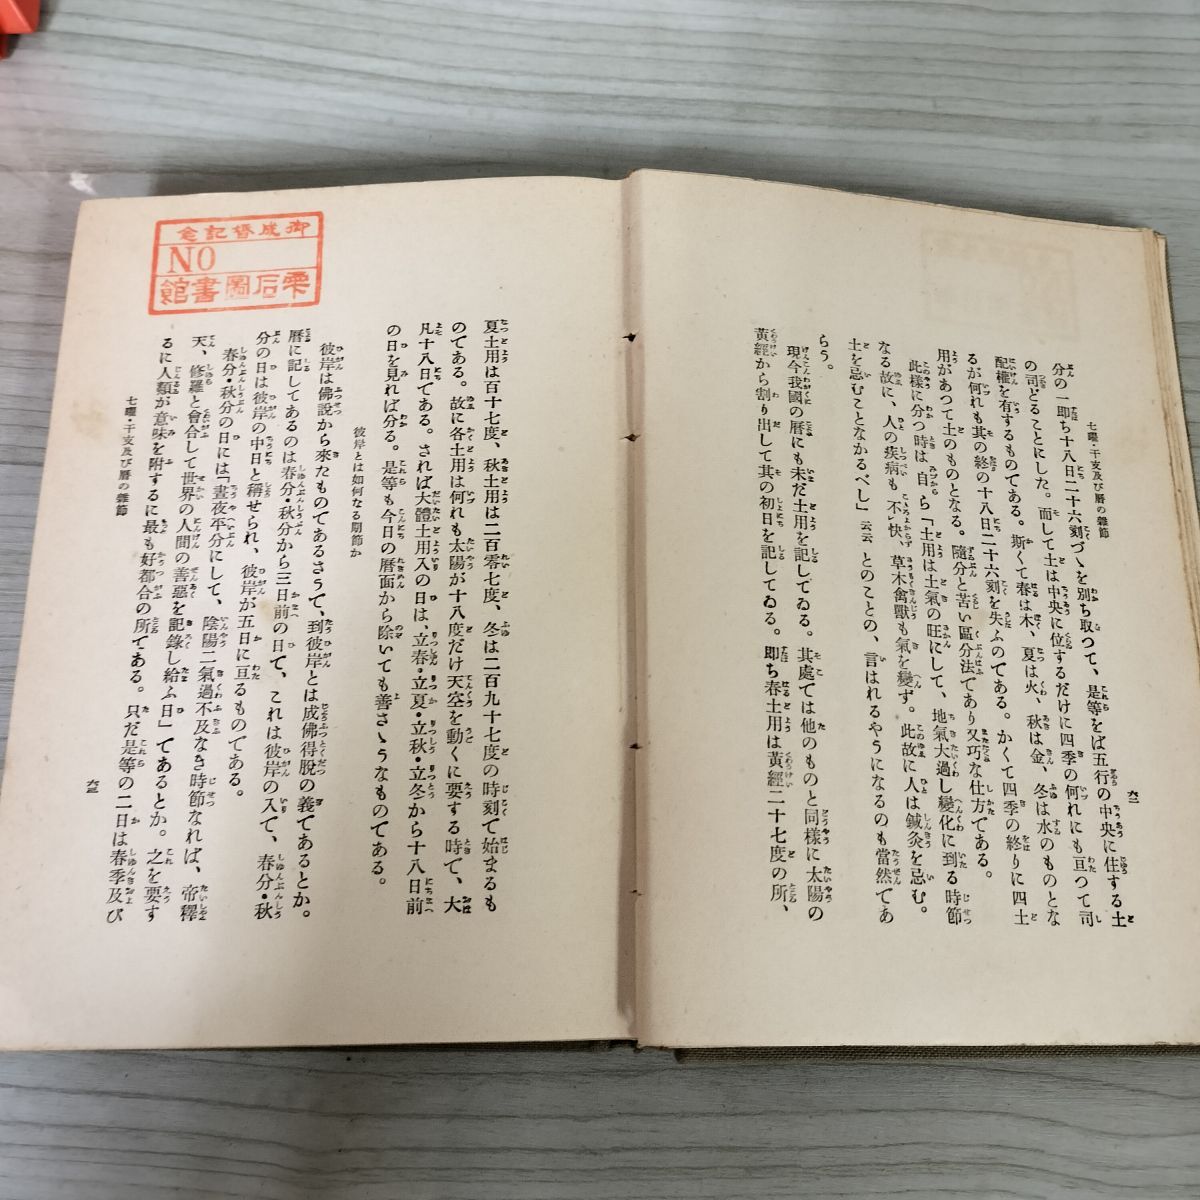 七曜・干支及び暦の雜節
六二
分の一卽ち十八日二十六刻づゝを別ち取つて、是等をば五行の中央に住する土
の司どることにした。而して土は中央に位するだけに四季の何れにも亘つて司
配權を有するものである。斯くて春は木、夏は火、秋は金、冬は水のものとな
るが何れも其の終の十八日二十六刻を失ふのである。かくて四季の終りに四土
用があつて土のものとなる。隨分と苦い區分法であり又巧な仕方である。
此樣に分つ時は自ら「土用は土氣の旺にして、地氣大過し變化に到る時節
なる故に、人の疾病も不快、草木禽獸も氣を變ず。此故に人は鍼灸を忌む。
土を忌むことなかるべし」云云とのことの、言はれるやうになるのも當然であ
らう。
現今我國の暦にも未だ土用を記してゐる。其處では他のものと同樣に太陽の
黃經から割り出して其の初日を記してゐる。卽ち春土用は黃經二十七度の所、
夏土用は百十七度、秋土用は二百零七度、冬は二百九十七度の時刻で始まるも
のである。故に各土用は何れも太陽が十八度だけ天空を動くに要する時で、大
凡十八日である。されば大體土用入の日は、立春・立夏・立秋・立冬から十八日前
の日を見れば分る。是等も今日の暦面から除いても善さゝうなものである。
彼岸とは如何なる期節か
彼岸は佛說から來たものであるさうで、到彼岸とは成佛得脫の義であるとか。
暦に記してあるのは春分・秋分から三日前の日で、これは彼岸の入で、春分・秋
分の日は彼岸の中日と稱せられ、彼岸が五日に亘るものである。
春分・秋分の日には「晝夜平分にして、陰陽二氣過不及なき時節なれば、帝釋
天、修羅と會合して世界の人間の善惡を記錄し給ふ日」であるとか。之を要す
るに人類が意味を附するに最も好都合の所である。只だ是等の二日は春季及び
七曜・干支及び暦の雜節
六三
御成婚記念
NO
雫石圖書館